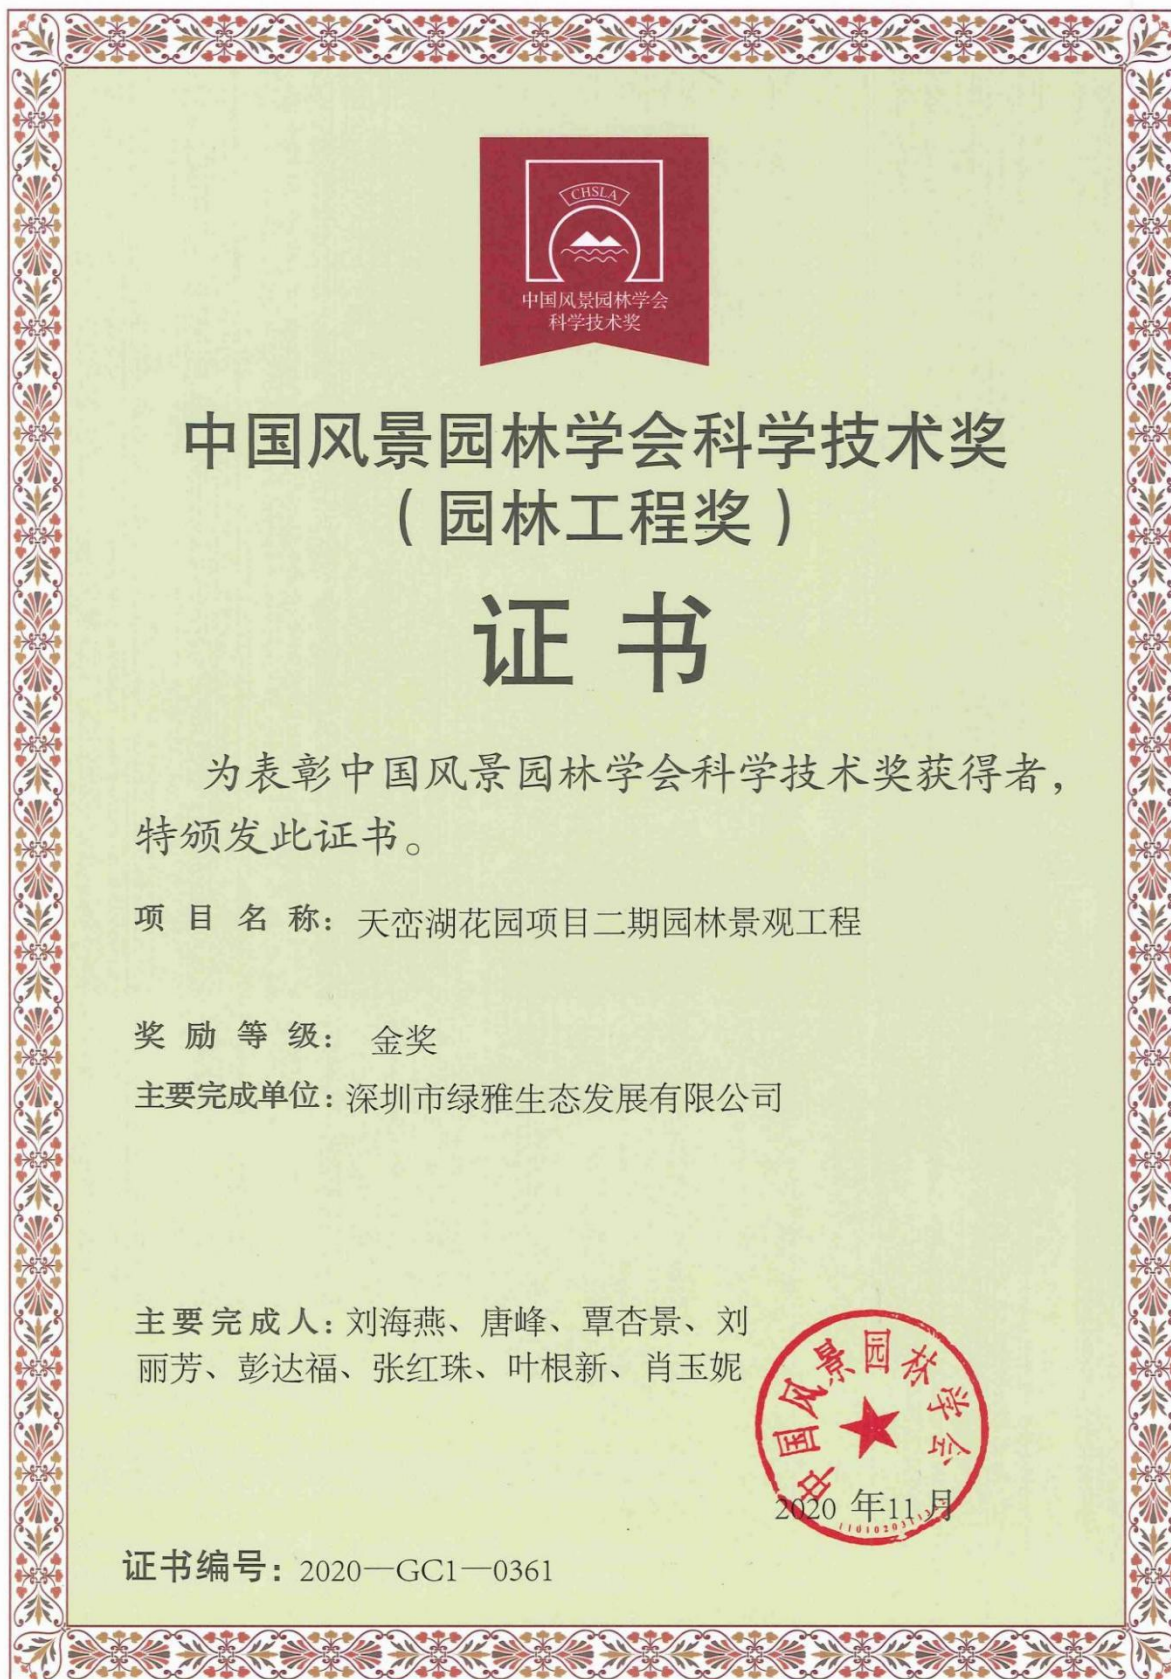 CHSLA
中国风景园林学会
科学技术奖
中国风景园林学会科学技术奖
(园林工程奖)
证书
为表彰中国风景园林学会科学技术奖获得者,
特颁发此证书。
项目名称: 天峦湖花园项目二期园林景观工程
奖励等级: 金奖
主要完成单位: 深圳市绿雅生态发展有限公司
主要完成人: 刘海燕、唐峰、覃杏景、刘
丽芳、彭达福、张红珠、叶根新、肖玉妮
中国风景园林学会
2020 年11月
证书编号: 2020—GC1—0361